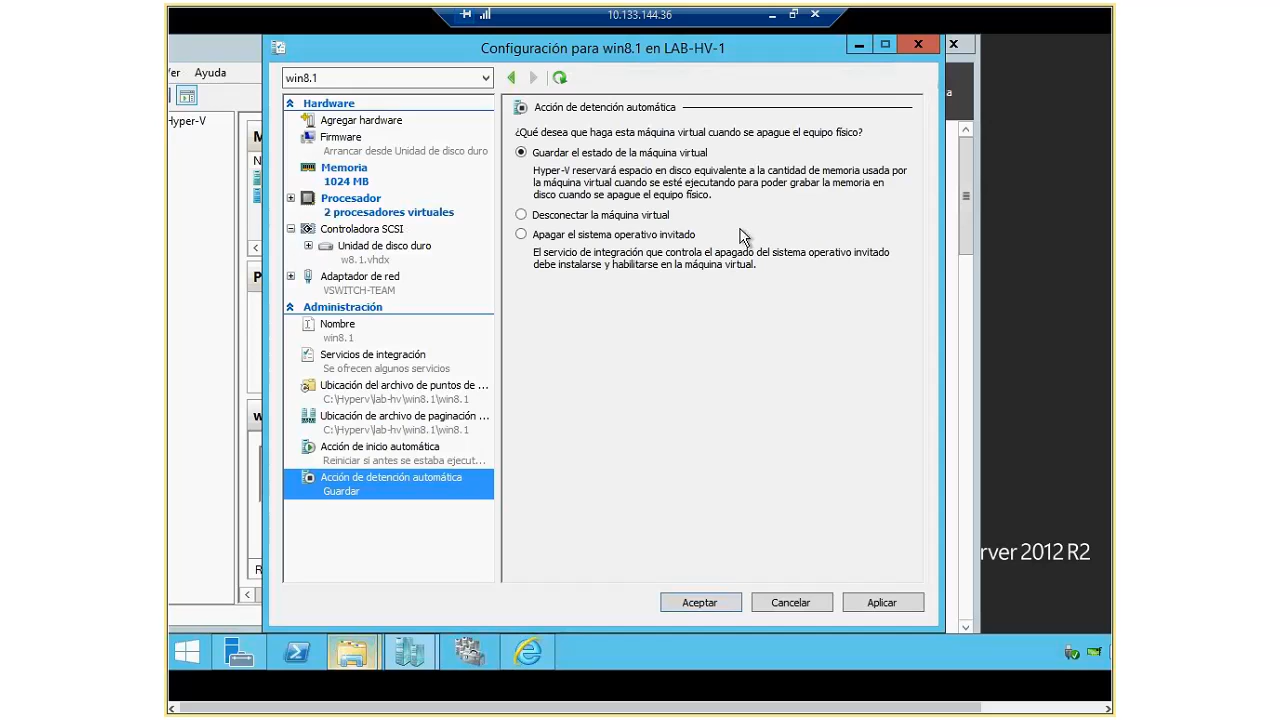 10.133.144.36
Configuración para win8.1 en LAB-HV-1
Ayuda
win8.1
Hyper-V
Hardware
Agregar hardware
Firmware
Arrancar desde Unidad de disco duro
Memoria
1024 MB
Procesador
2 procesadores virtuales
Controladora SCSI
Unidad de disco duro
w8.1.vhdx
Adaptador de red
VSWITCH-TEAM
Administración
Nombre
win8.1
Servicios de integración
Se ofrecen algunos servicios
Ubicación del archivo de puntos de ...
C:\Hyperv\lab-hv\win8.1\win8.1
Ubicación de archivo de paginación ...
C:\Hyperv\lab-hv\win8.1\win8.1
Acción de inicio automática
Reiniciar si antes se estaba ejecut...
Acción de detención automática
Guardar
Acción de detención automática
¿Qué desea que haga esta máquina virtual cuando se apague el equipo físico?
Guardar el estado de la máquina virtual
Hyper-V reservará espacio en disco equivalente a la cantidad de memoria usada por
la máquina virtual cuando se esté ejecutando para poder grabar la memoria en
disco cuando se apague el equipo físico.
Desconectar la máquina virtual
Apagar el sistema operativo invitado
El servicio de integración que controla el apagado del sistema operativo invitado
debe instalarse y habilitarse en la máquina virtual.
rver 2012 R2
Aceptar
Cancelar
Aplicar